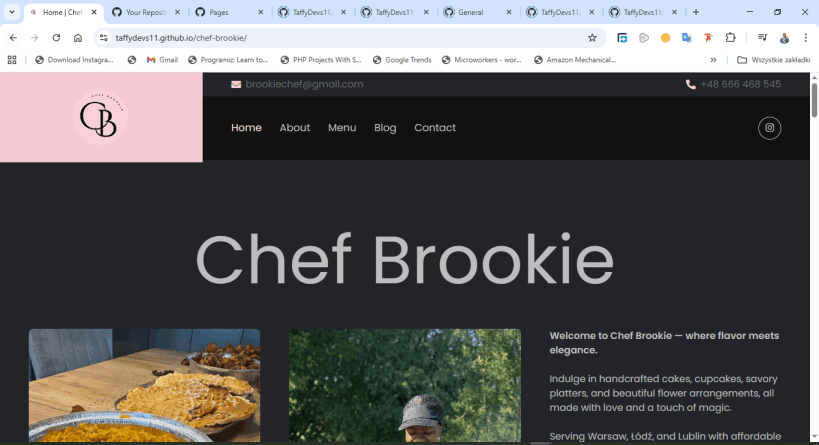 Home | Chef
Your Reposit
Pages
TaffyDevs11
TaffyDevs11
General
TaffyDevs11
TaffyDevs11
taffydevs11.github.io/chef-brookie/
Download Instagra...
Gmail
Programiz: Learn to...
PHP Projects With S...
Google Trends
Microworkers - wor...
Amazon Mechanical...
Wszystkie zakładki
CHEF BROOKIE
CB
brookiechef@gmail.com
+48 666 468 545
Home
About
Menu
Blog
Contact
Chef Brookie
Welcome to Chef Brookie — where flavor meets
elegance.
Indulge in handcrafted cakes, cupcakes, savory
platters, and beautiful flower arrangements, all
made with love and a touch of magic.
Serving Warsaw, Łódź, and Lublin with affordable